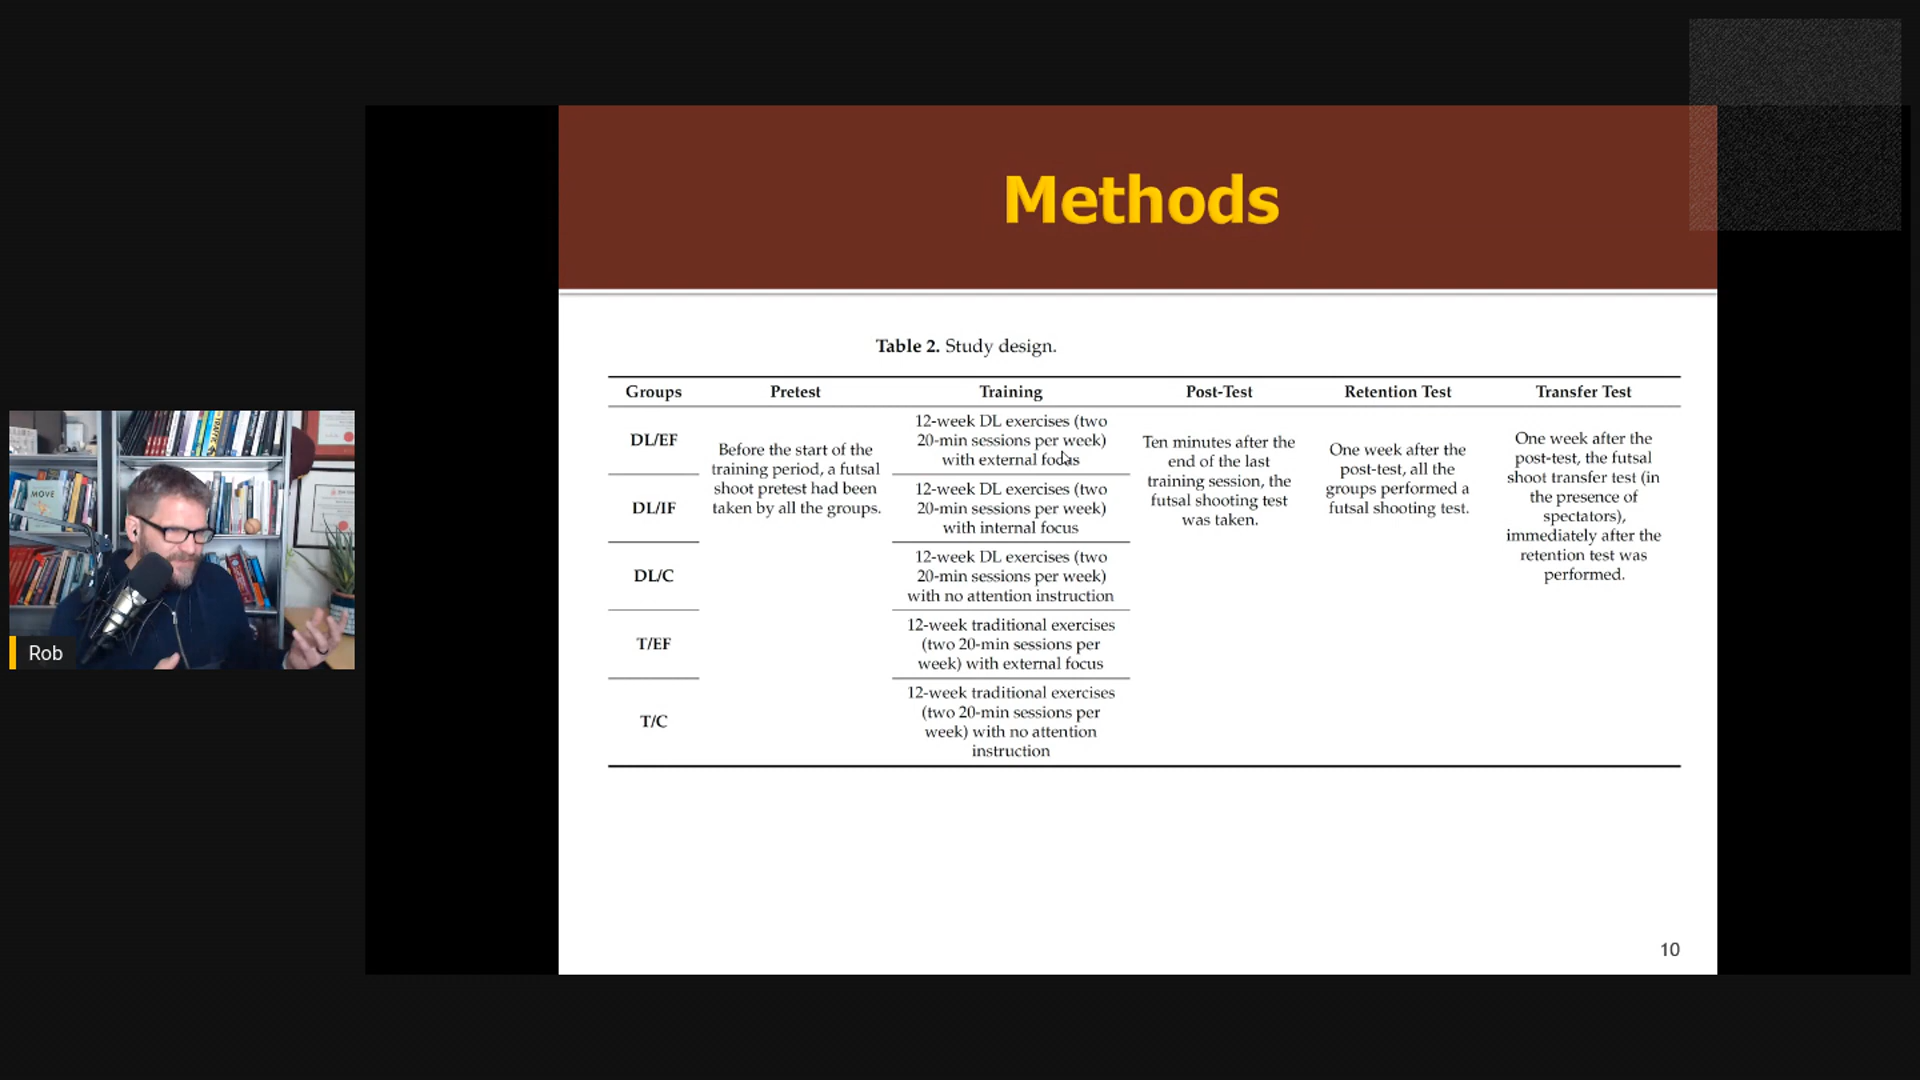 Methods
Table 2. Study design.
Groups
Pretest
Training
Post-Test
Retention Test
Transfer Test
DL/EF
Before the start of the
training period, a futsal
shoot pretest had been
taken by all the groups.
12-week DL exercises (two
20-min sessions per week)
with external focus
Ten minutes after the
end of the last
training session, the
futsal shooting test
was taken.
One week after the
post-test, all the
groups performed a
futsal shooting test.
One week after the
post-test, the futsal
shoot transfer test (in
the presence of
spectators),
immediately after the
retention test was
performed.
DL/IF
12-week DL exercises (two
20-min sessions per week)
with internal focus
DL/C
12-week DL exercises (two
20-min sessions per week)
with no attention instruction
T/EF
12-week traditional exercises
(two 20-min sessions per
week) with external focus
T/C
12-week traditional exercises
(two 20-min sessions per
week) with no attention
instruction
10
MOVE
Rob